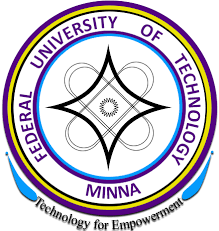 FEDERAL UNIVERSITY OF TECHNOLOGY
MINNA
Technology for Empowerment